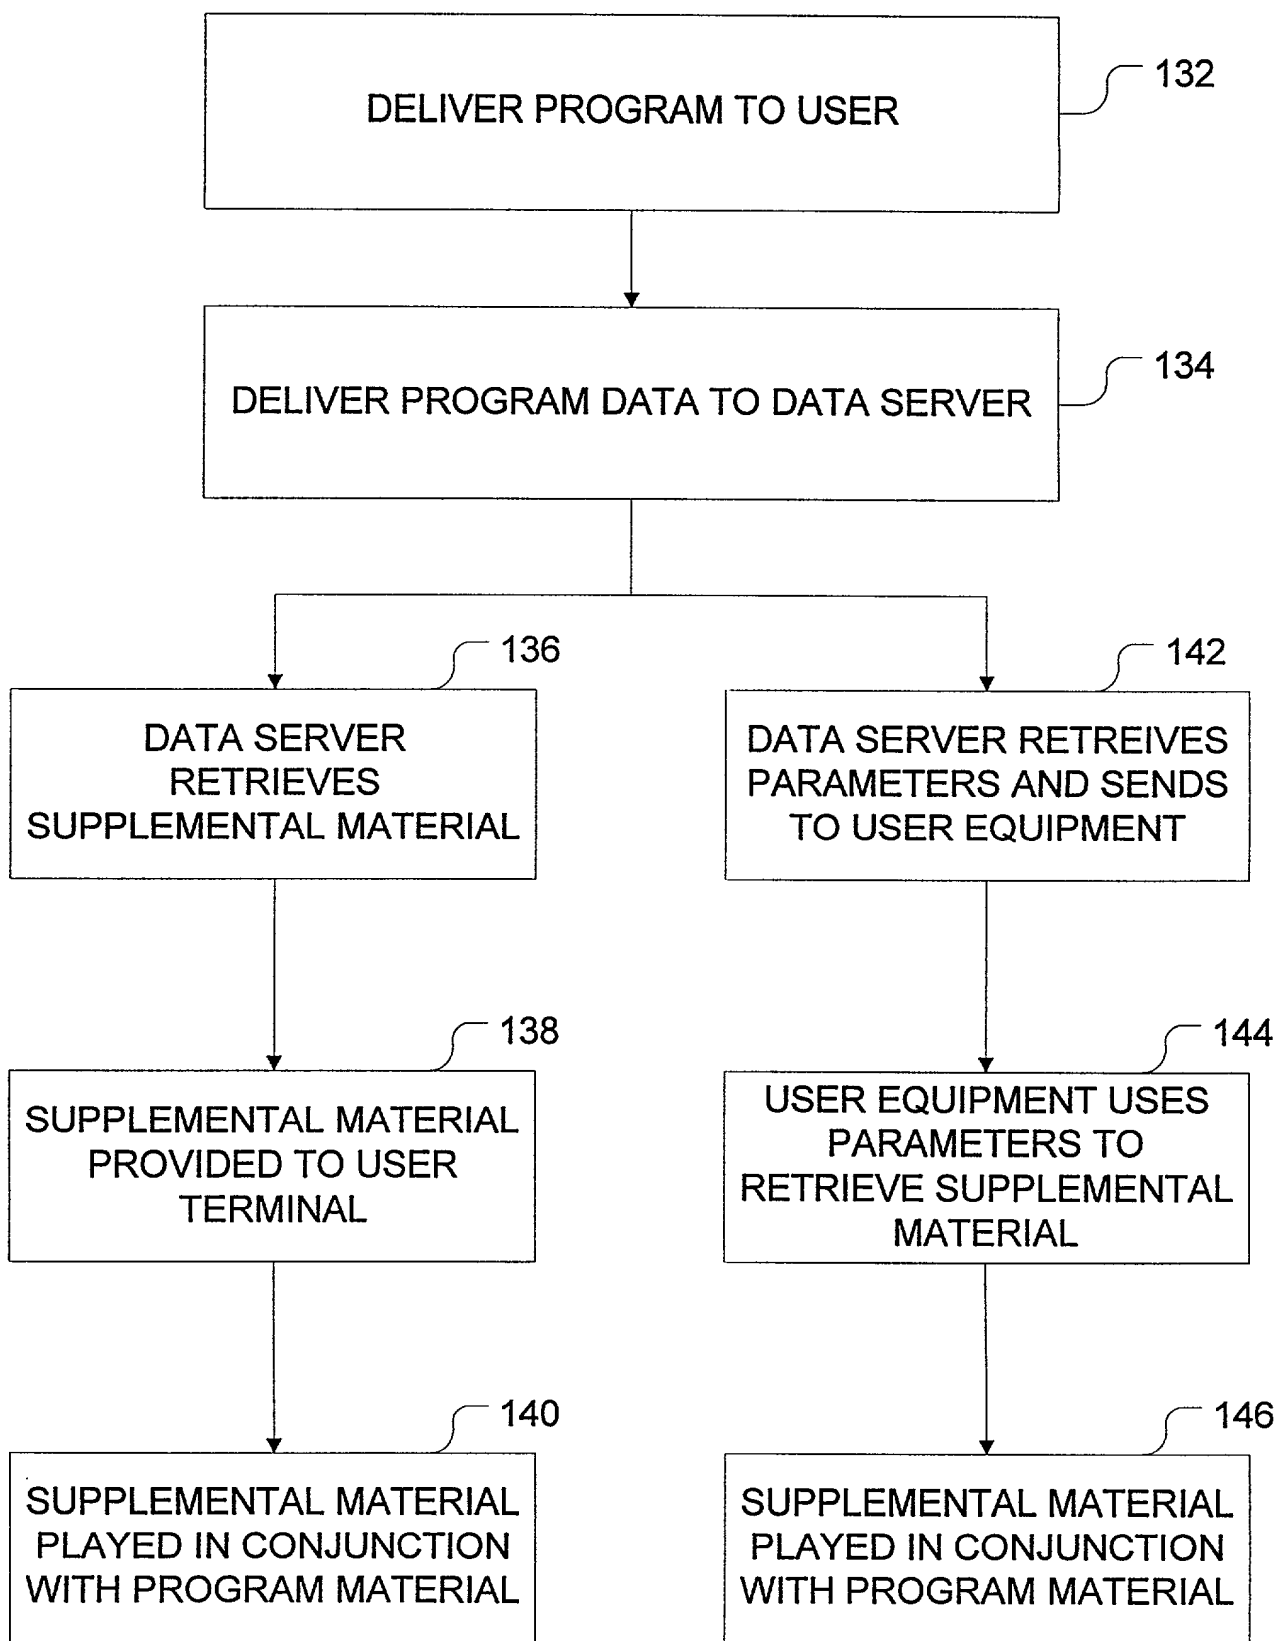 DELIVER PROGRAM TO USER
132
DELIVER PROGRAM DATA TO DATA SERVER
134
136
DATA SERVER
RETRIEVES
SUPPLEMENTAL MATERIAL
138
SUPPLEMENTAL MATERIAL
PROVIDED TO USER
TERMINAL
140
SUPPLEMENTAL MATERIAL
PLAYED IN CONJUNCTION
WITH PROGRAM MATERIAL
142
DATA SERVER RETREIVES
PARAMETERS AND SENDS
TO USER EQUIPMENT
144
USER EQUIPMENT USES
PARAMETERS TO
RETRIEVE SUPPLEMENTAL
MATERIAL
146
SUPPLEMENTAL MATERIAL
PLAYED IN CONJUNCTION
WITH PROGRAM MATERIAL